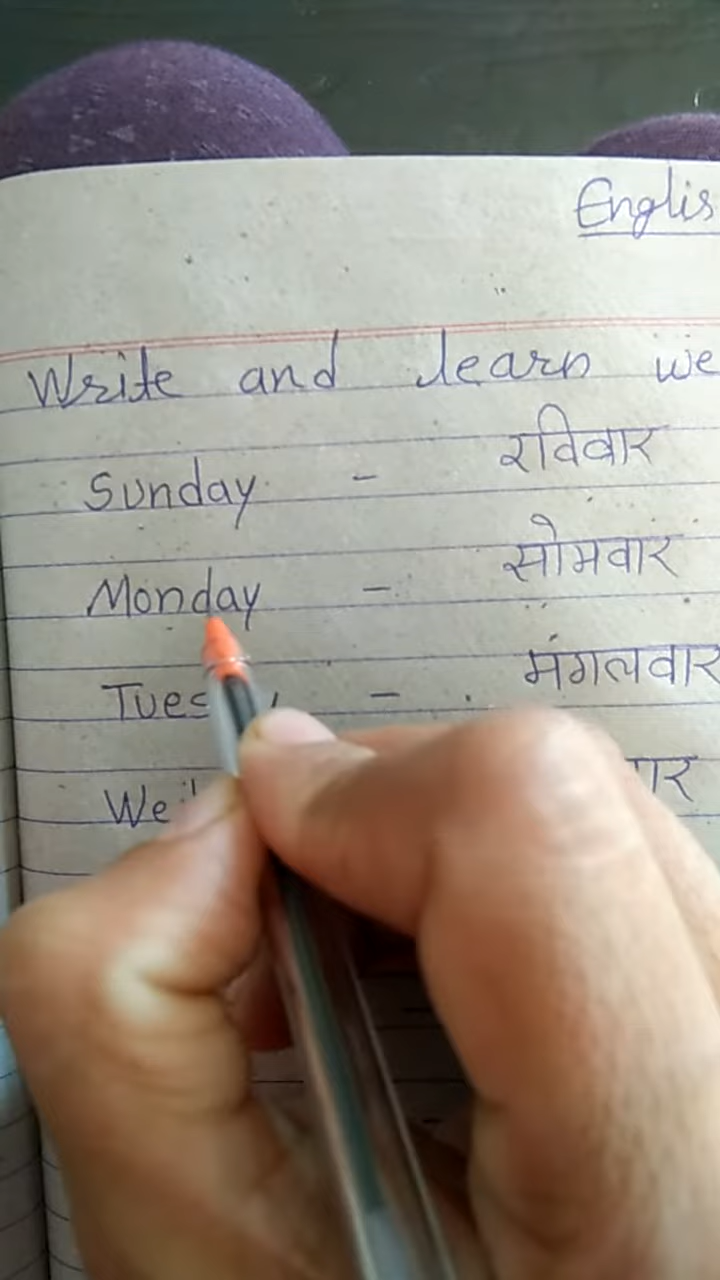 Englis
Write and learn we
Sunday - रविवार
Monday - सोमवार
Tues - मंगलवार
We